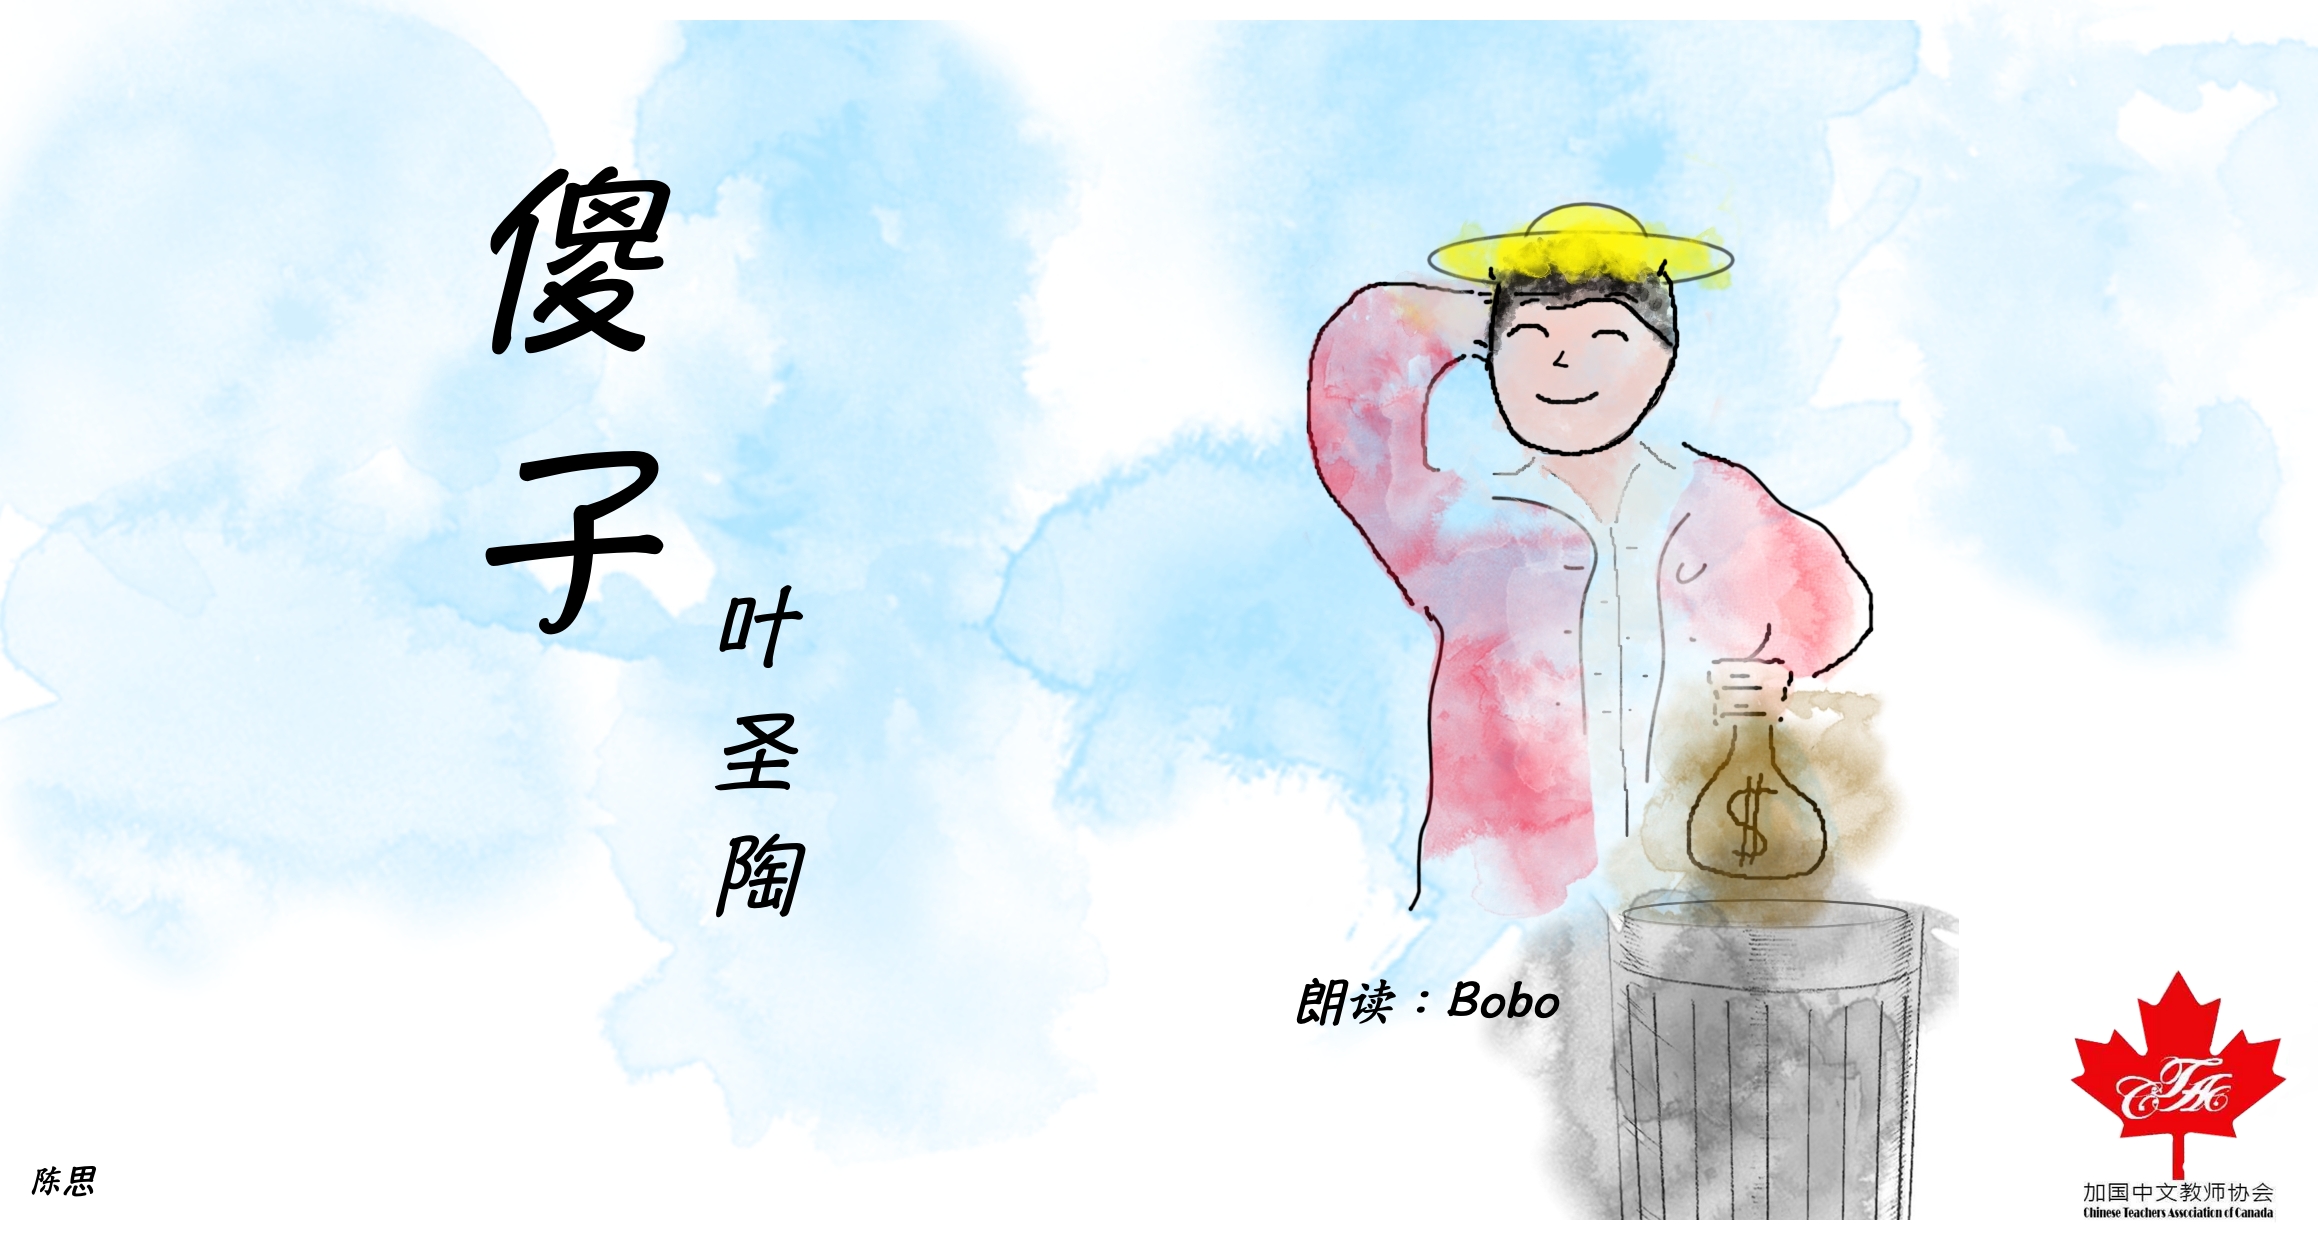 傻子
叶圣陶
朗读：Bobo
陈思
CTAC
加国中文教师协会
Chinese Teachers Association of Canada
$